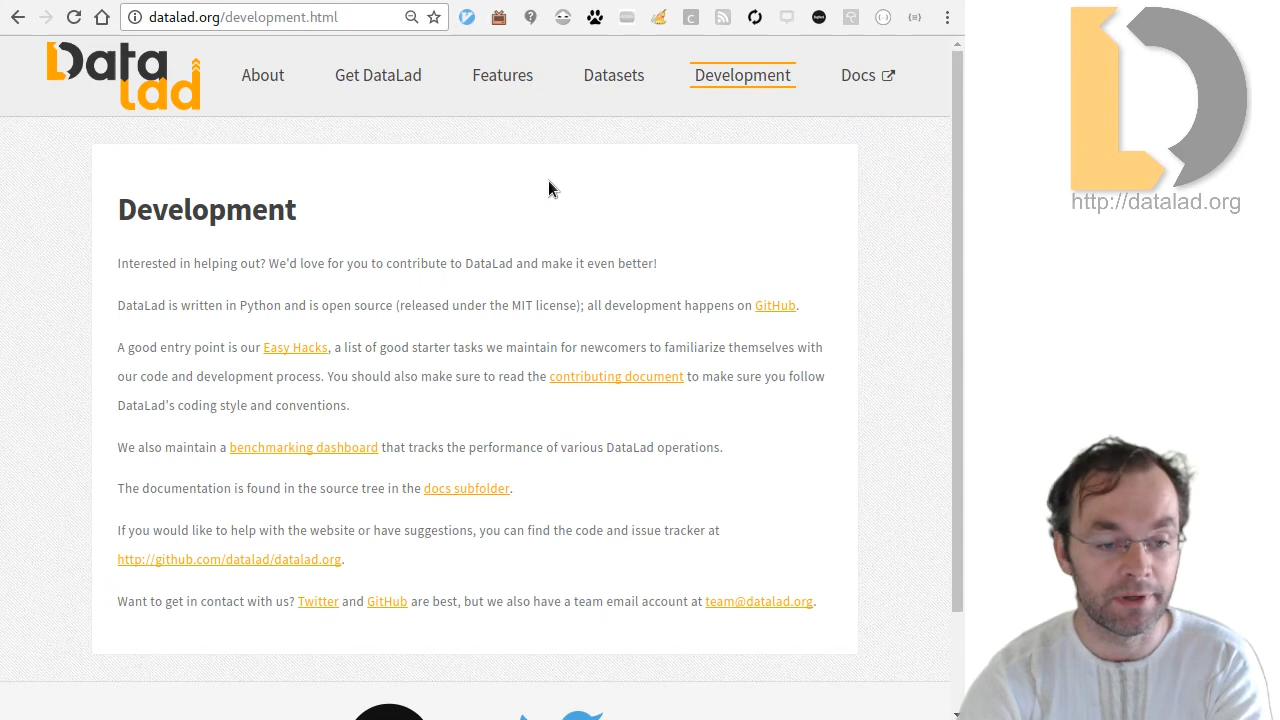 datalad.org/development.html
Data
lad
About
Get DataLad
Features
Datasets
Development
Docs
http://datalad.org
Development
Interested in helping out? We'd love for you to contribute to DataLad and make it even better!
DataLad is written in Python and is open source (released under the MIT license); all development happens on GitHub.
A good entry point is our Easy Hacks, a list of good starter tasks we maintain for newcomers to familiarize themselves with
our code and development process. You should also make sure to read the contributing document to make sure you follow
DataLad's coding style and conventions.
We also maintain a benchmarking dashboard that tracks the performance of various DataLad operations.
The documentation is found in the source tree in the docs subfolder.
If you would like to help with the website or have suggestions, you can find the code and issue tracker at
http://github.com/datalad/datalad.org.
Want to get in contact with us? Twitter and GitHub are best, but we also have a team email account at team@datalad.org.